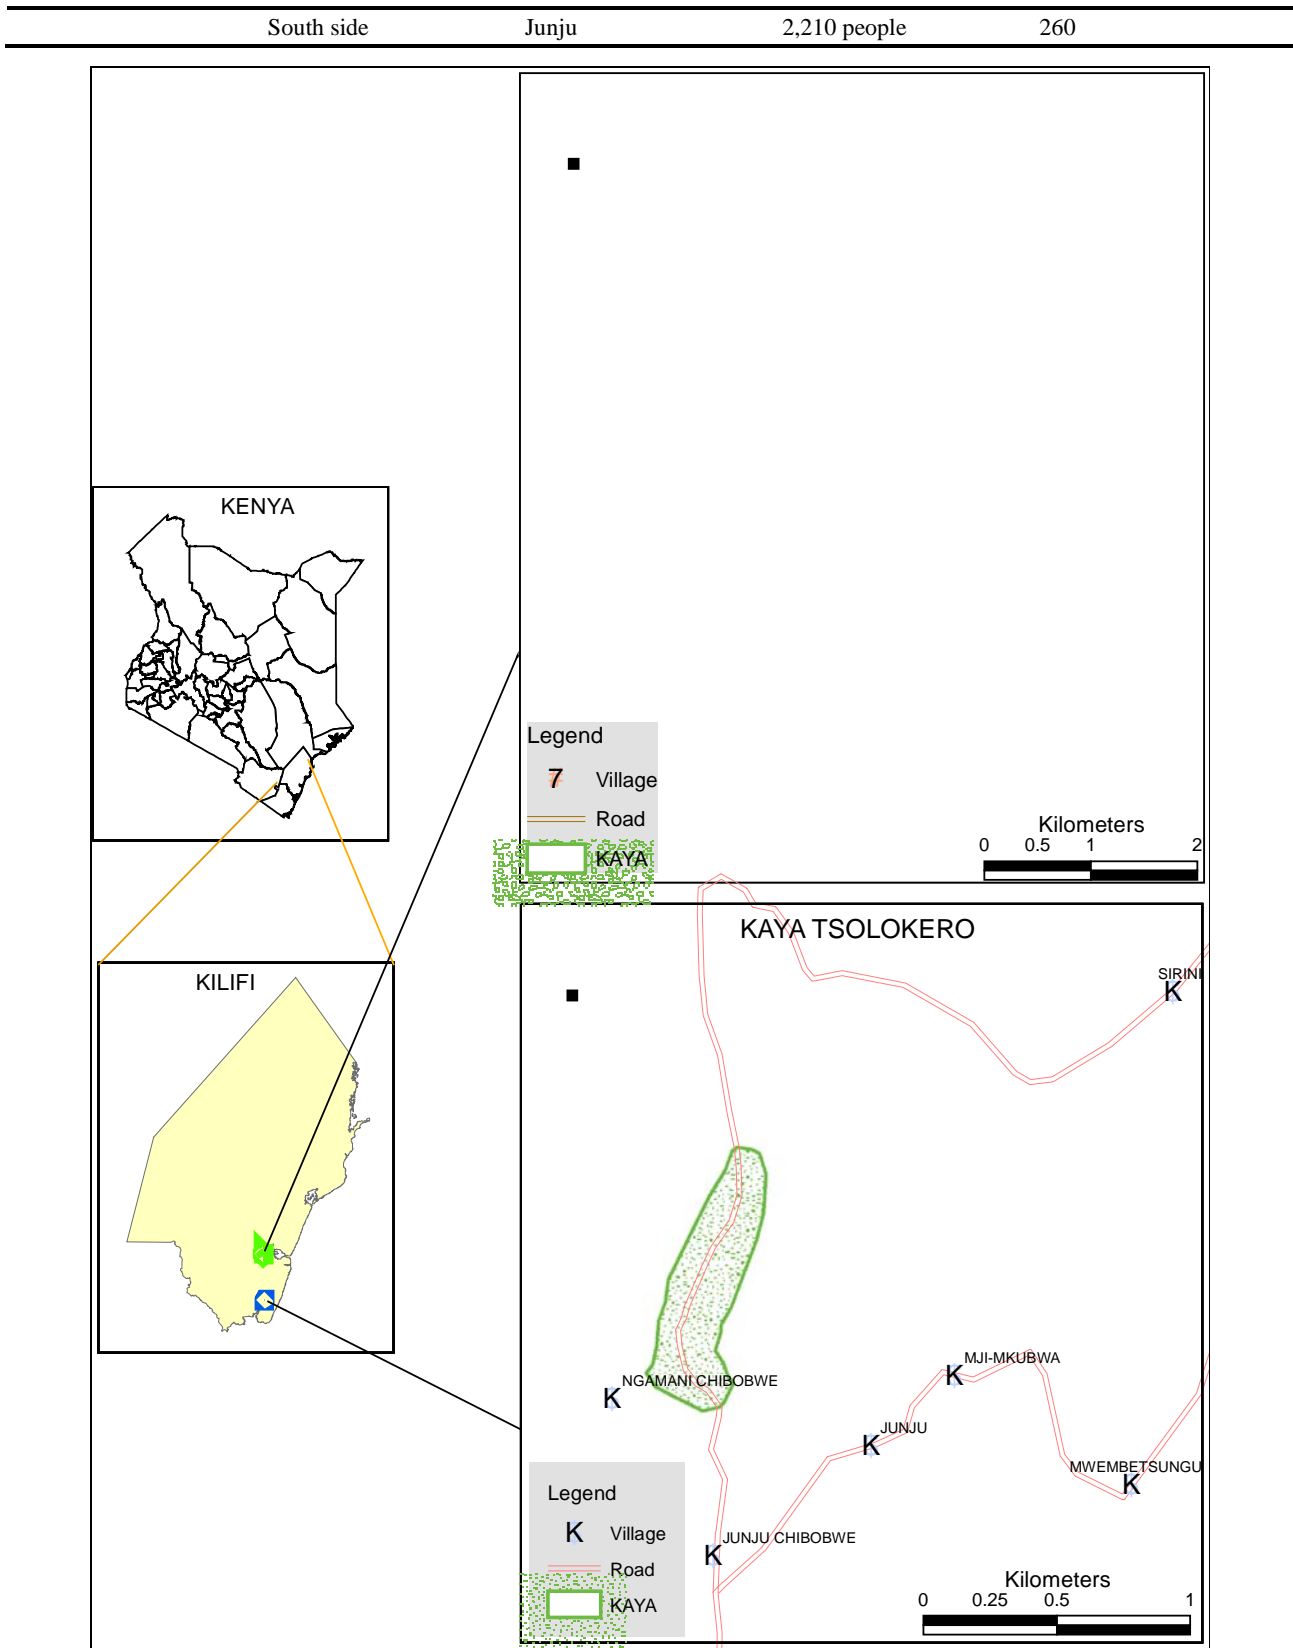 South side Junju 2,210 people 260
KENYA
Legend
7 Village
Road
KAYA
Kilometers
0 0.5 1 2
KILIFI
KAYA TSOLOKERO
SIRINI
K
MJI-MKUBWA
K
NGAMANI CHIBOBWE
K
JUNJU
K
MWEMBETSUNGU
K
JUNJU CHIBOBWE
K
Legend
K Village
Road
KAYA
Kilometers
0 0.25 0.5 1